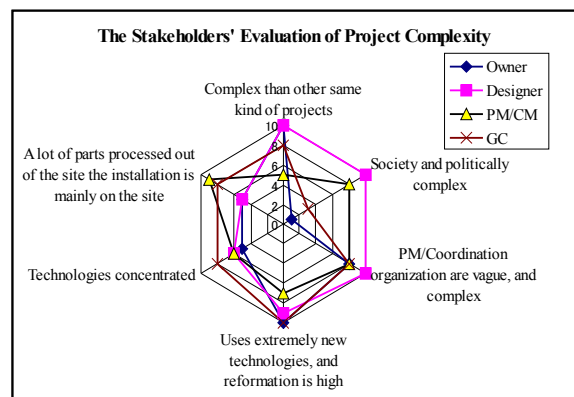 The Stakeholders' Evaluation of Project Complexity
Owner
Designer
PM/CM
GC
Complex than other same
kind of projects
10
8
6
4
2
0
Society and politically
complex
PM/Coordination
organization are vague, and
complex
Uses extremely new
technologies, and
reformation is high
Technologies concentrated
A lot of parts processed out
of the site the installation is
mainly on the site